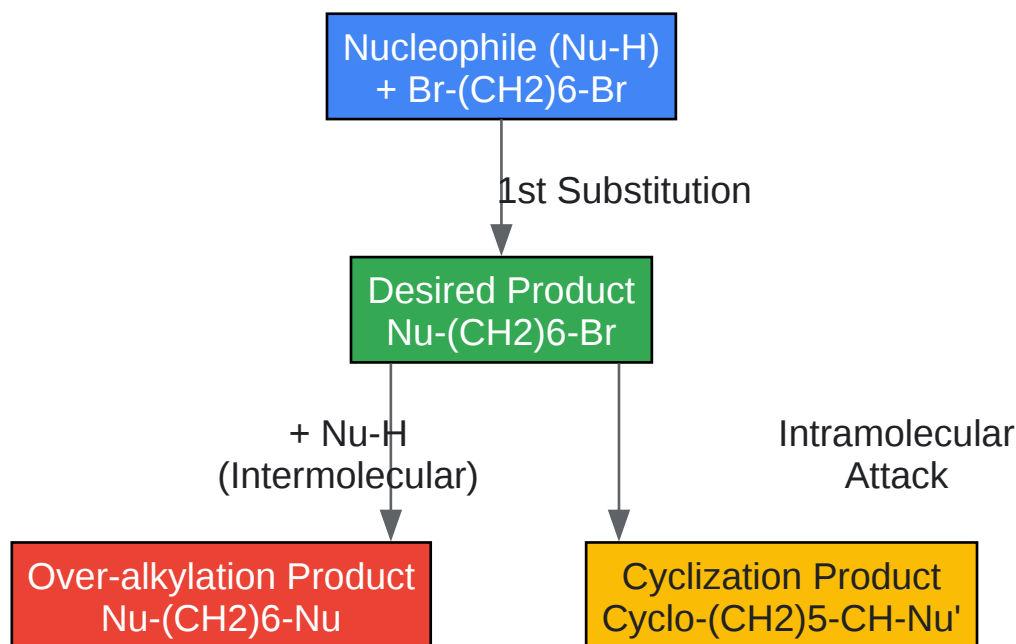 Nucleophile (Nu-H)
+ Br-(CH2)6-Br
1st Substitution
Desired Product
Nu-(CH2)6-Br
+ Nu-H
(Intermolecular)
Intramolecular
Attack
Over-alkylation Product
Nu-(CH2)6-Nu
Cyclization Product
Cyclo-(CH2)5-CH-Nu'